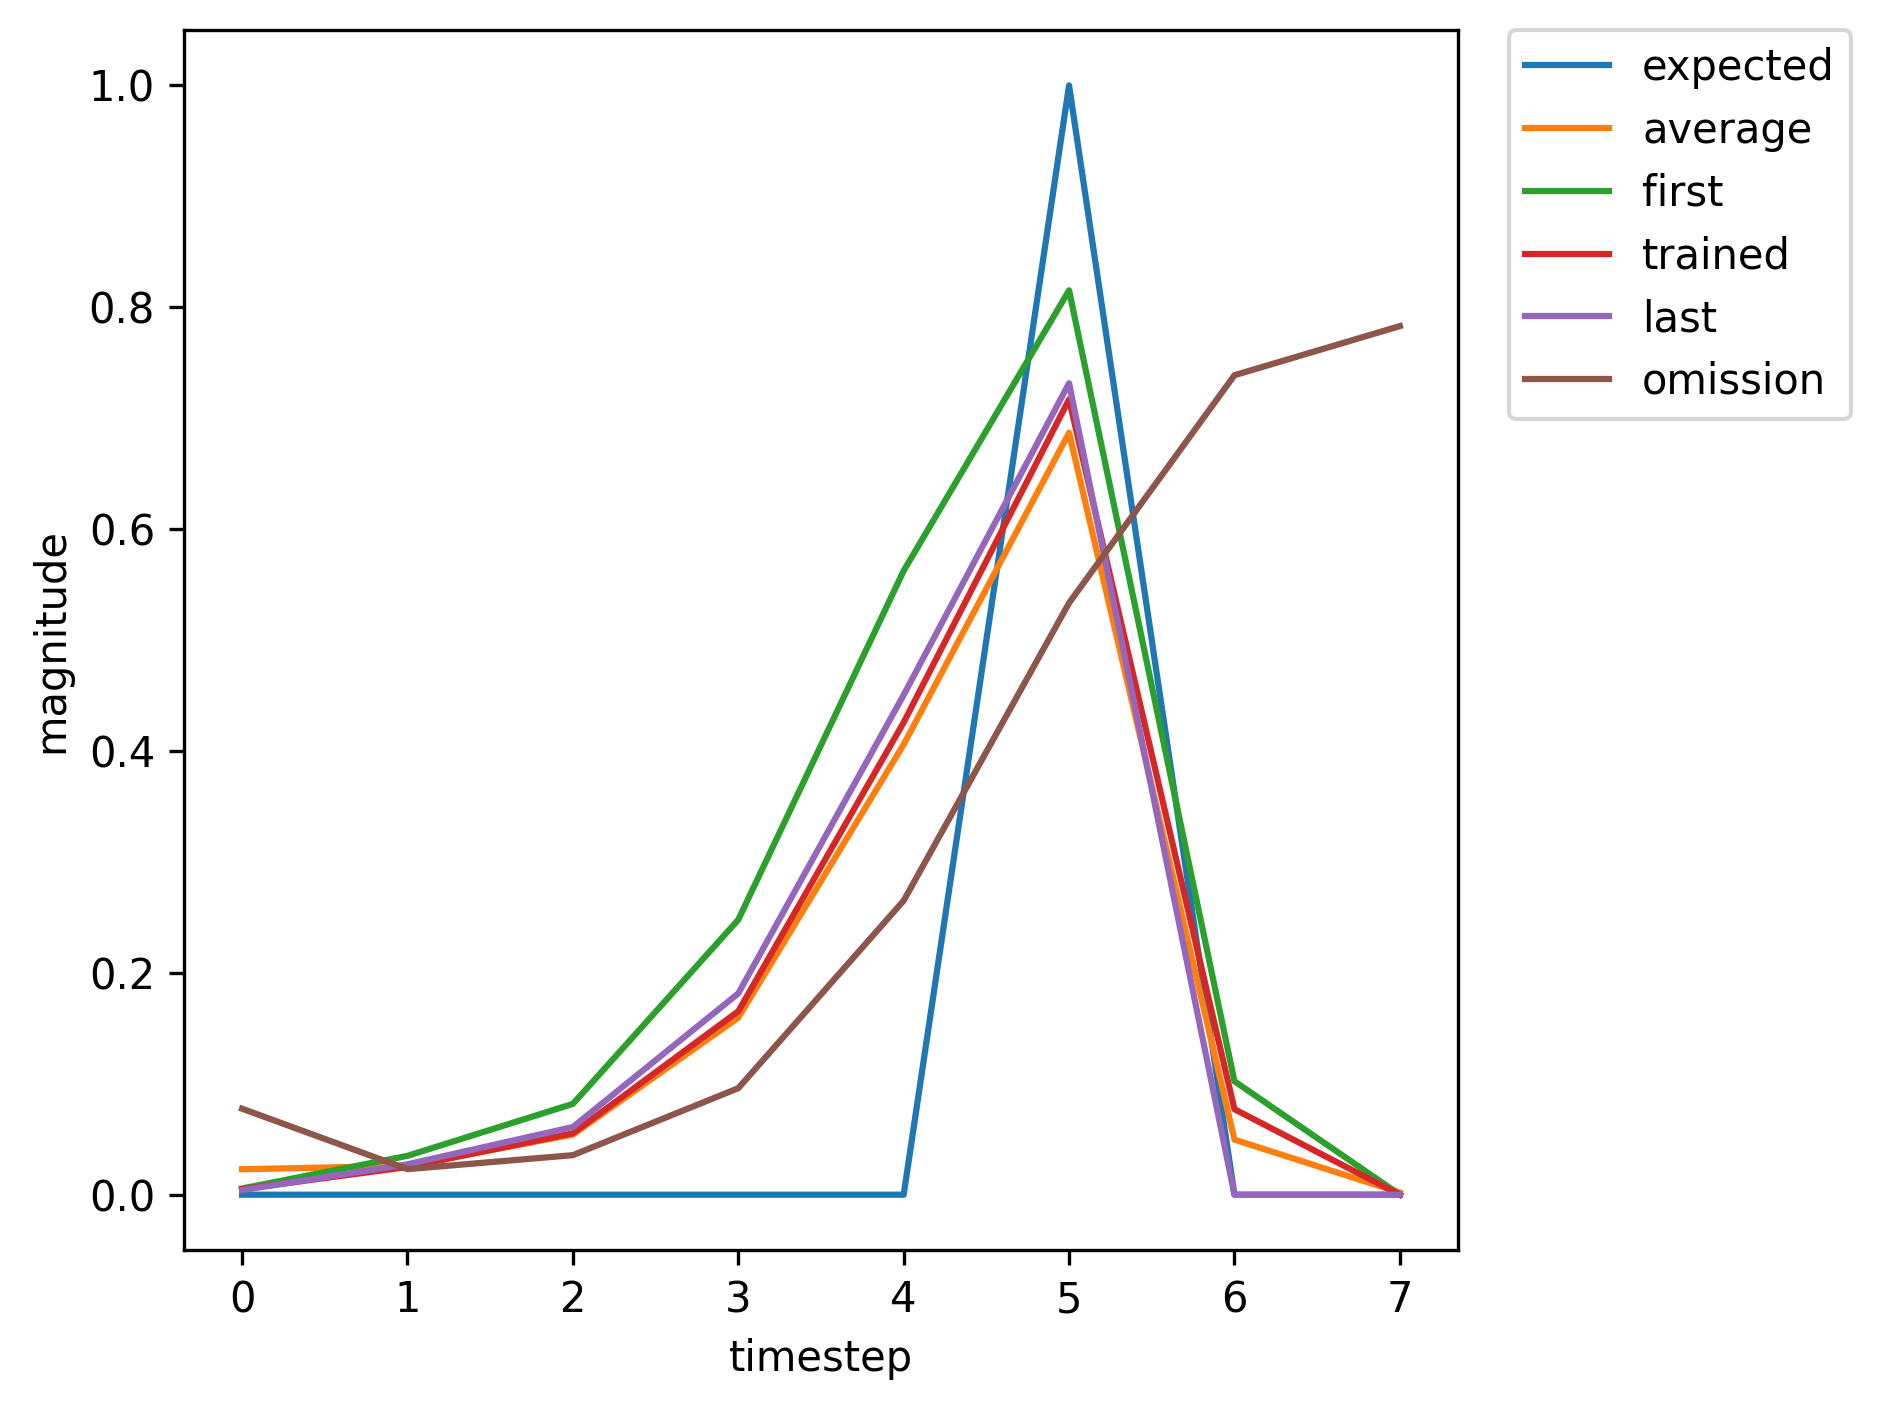 1.0
0.8
0.6
0.4
0.2
0.0
magnitude
0 1 2 3 4 5 6 7
timestep
expected
average
first
trained
last
omission